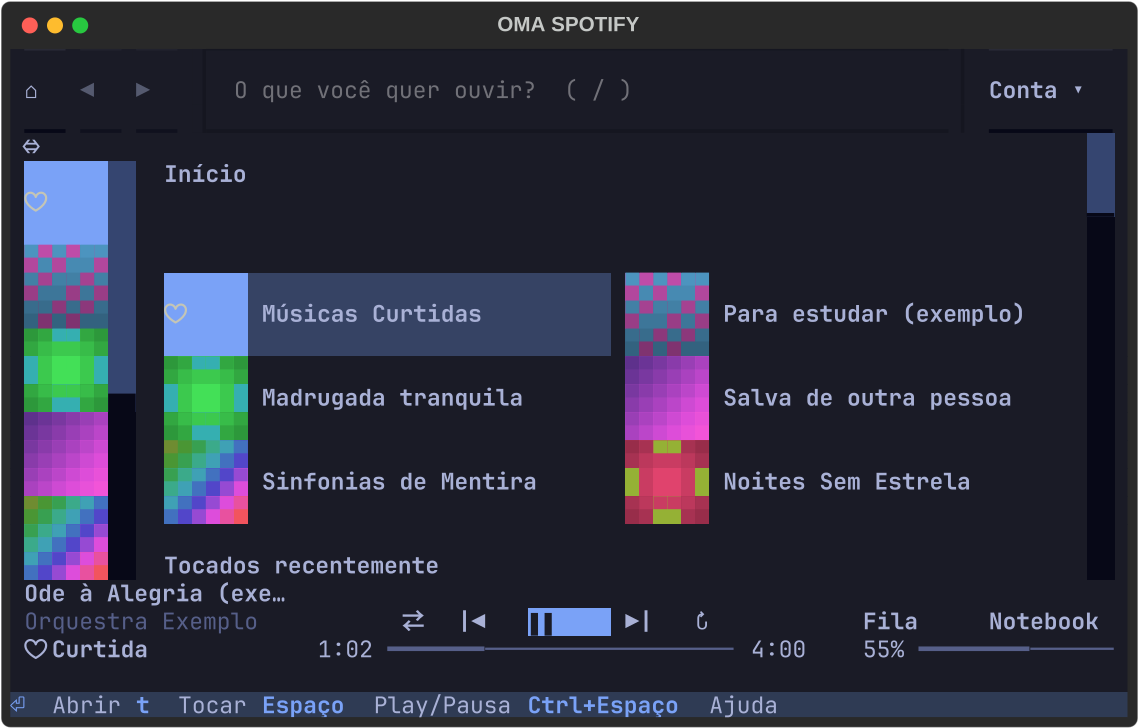 OMA SPOTIFY
O que você quer ouvir? ( / )
Conta
Início
Músicas Curtidas
Para estudar (exemplo)
Madrugada tranquila
Salva de outra pessoa
Sinfonias de Mentira
Noites Sem Estrela
Tocados recentemente
Ode à Alegria (exe…
Orquestra Exemplo
Fila
Notebook
Curtida
1:02
4:00
55%
Abrir t Tocar Espaço Play/Pausa Ctrl+Espaço Ajuda